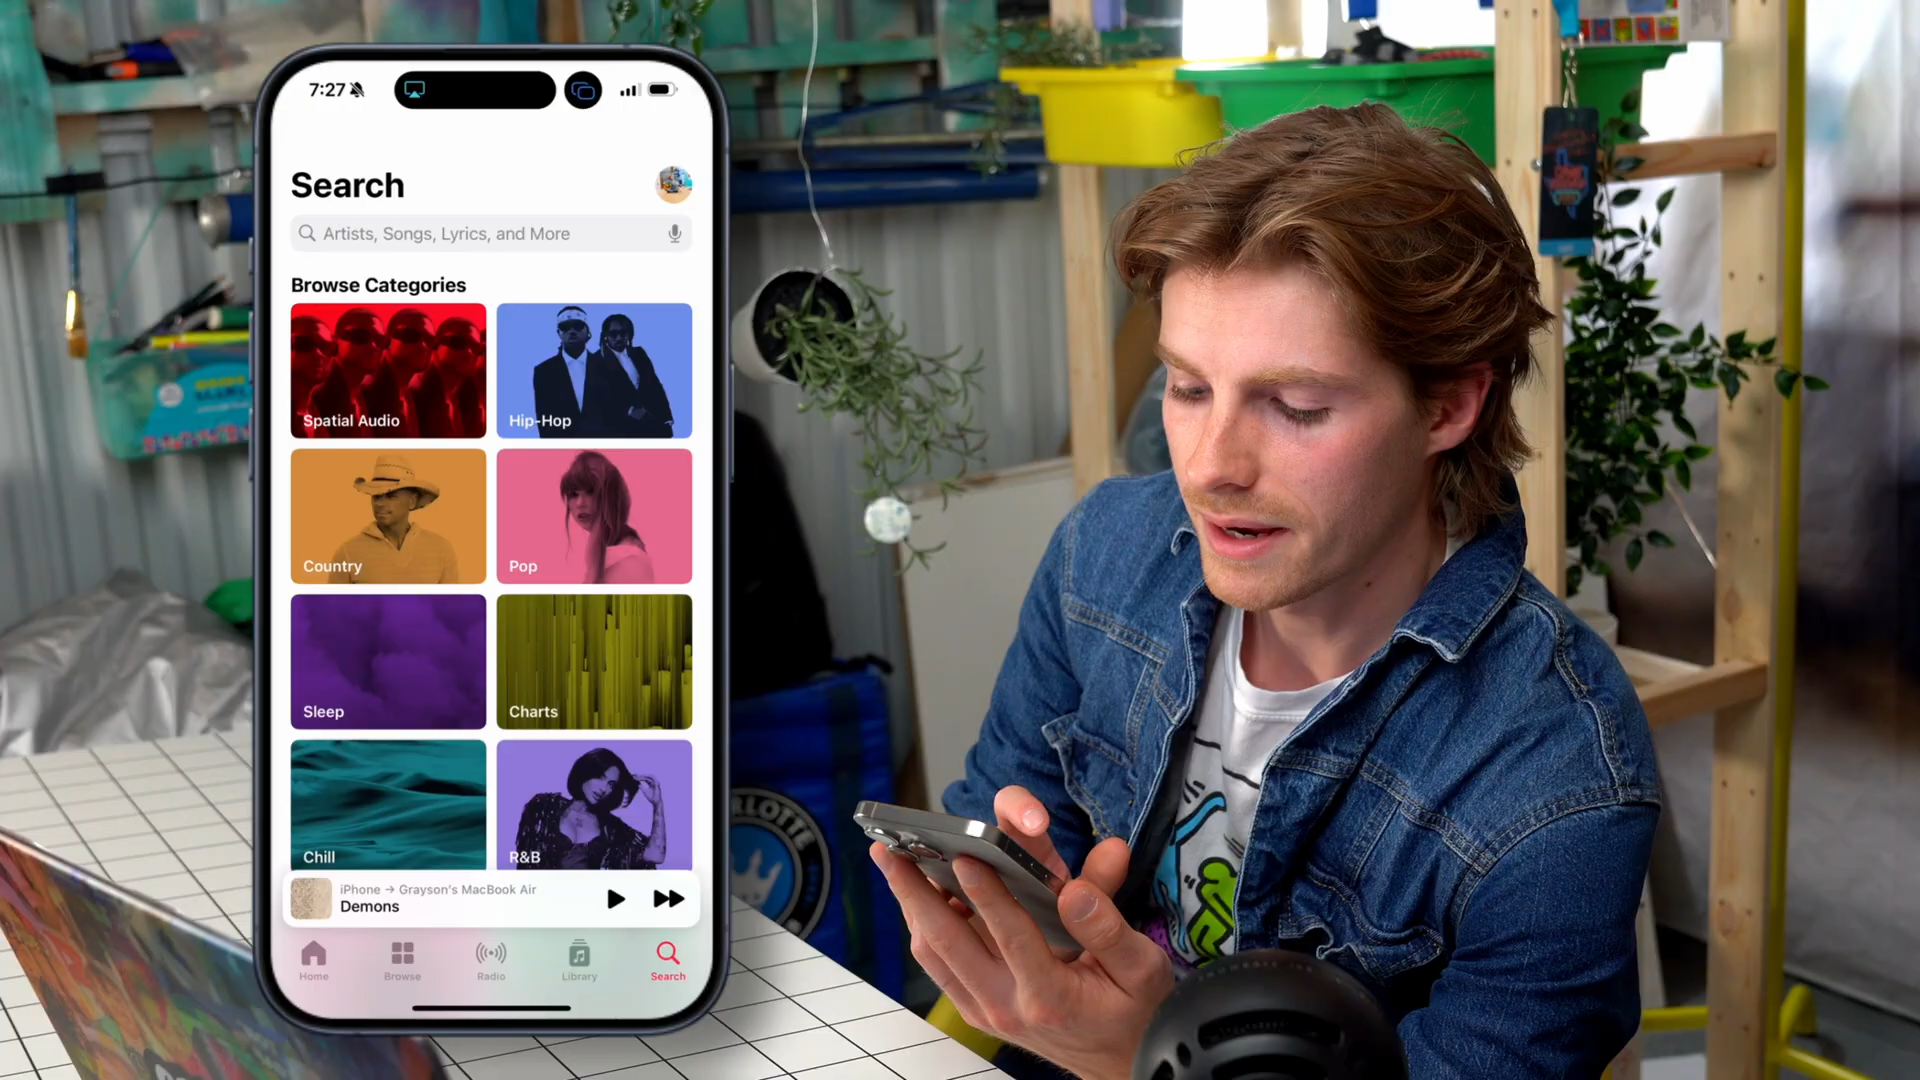 7:27
Search
Artists, Songs, Lyrics, and More
Browse Categories
Spatial Audio
Hip-Hop
Country
Pop
Sleep
Charts
Chill
R&B
iPhone → Grayson's MacBook Air
Demons
Home
Browse
Radio
Library
Search